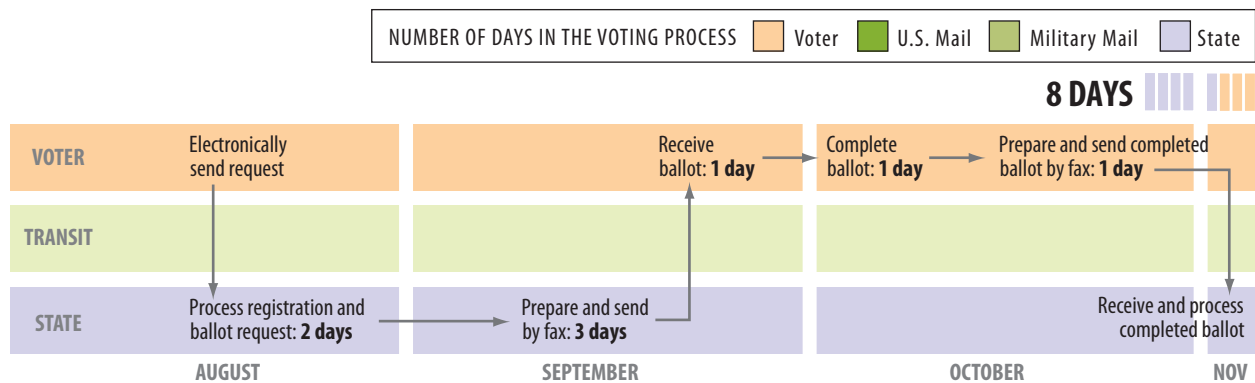 NUMBER OF DAYS IN THE VOTING PROCESS Voter U.S. Mail Military Mail State
8 DAYS
VOTER
Electronically
send request
Receive
ballot: 1 day
Complete
ballot: 1 day
Prepare and send completed
ballot by fax: 1 day
TRANSIT
STATE
Process registration and
ballot request: 2 days
Prepare and send
by fax: 3 days
Receive and process
completed ballot
AUGUST SEPTEMBER OCTOBER NOV